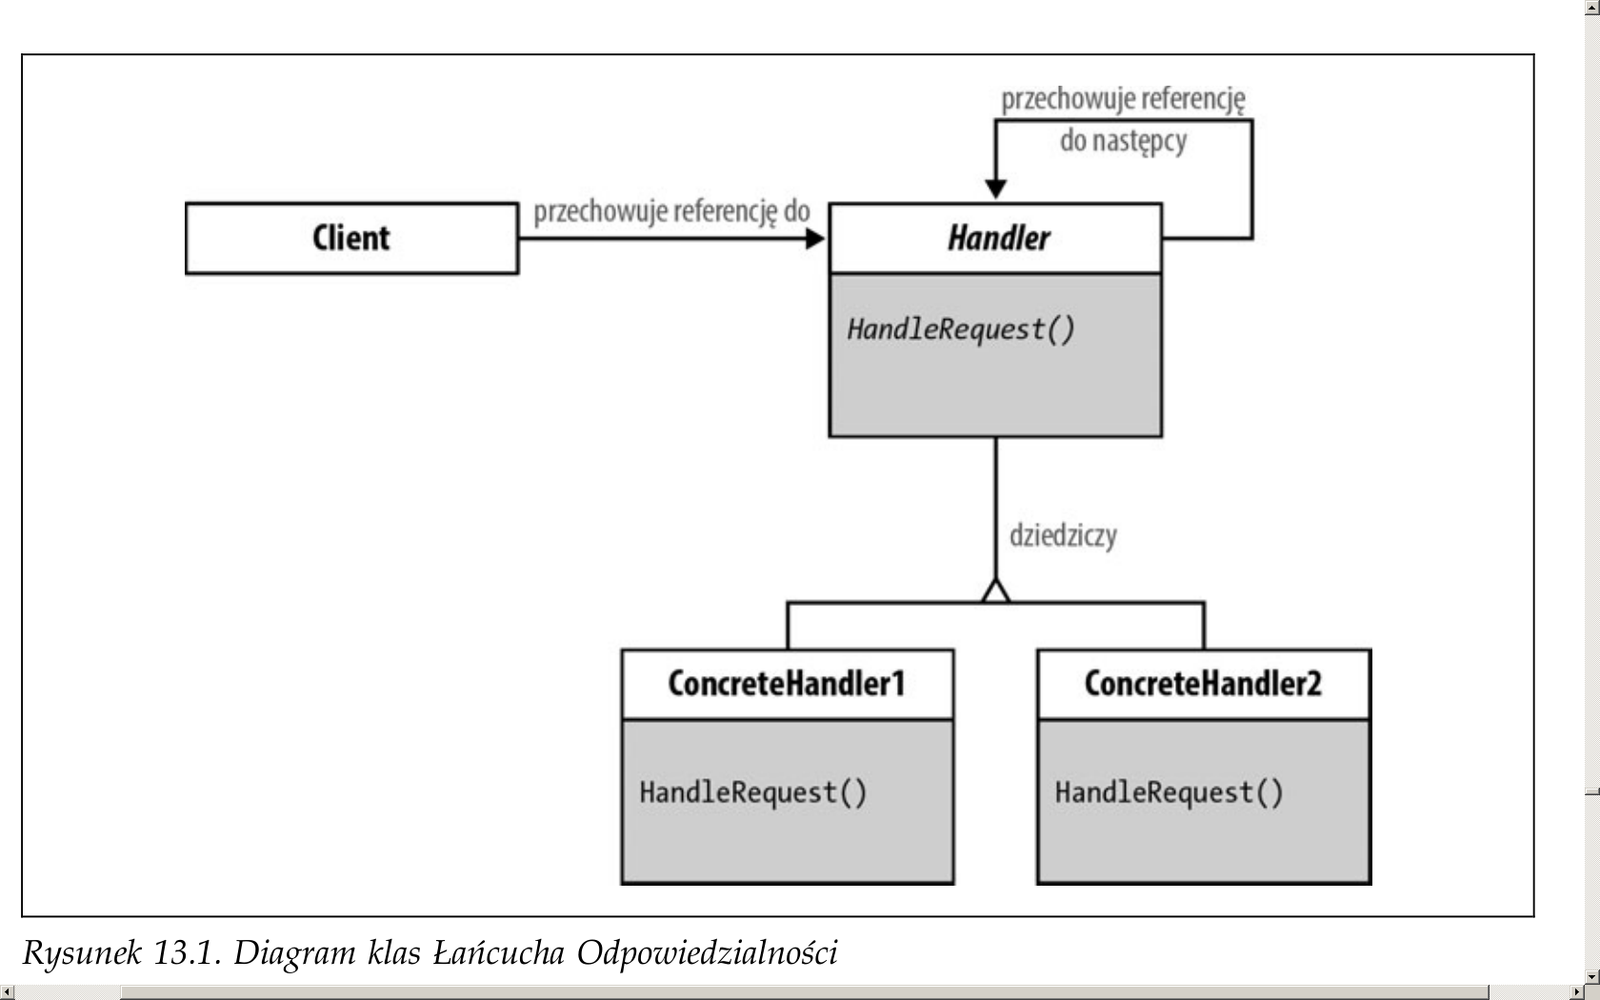 przechowuje referencję
do następcy
przechowuje referencję do
Client
Handler
HandleRequest()
dziedziczy
ConcreteHandler1
ConcreteHandler2
HandleRequest()
HandleRequest()
Rysunek 13.1. Diagram klas Łańcucha Odpowiedzialności